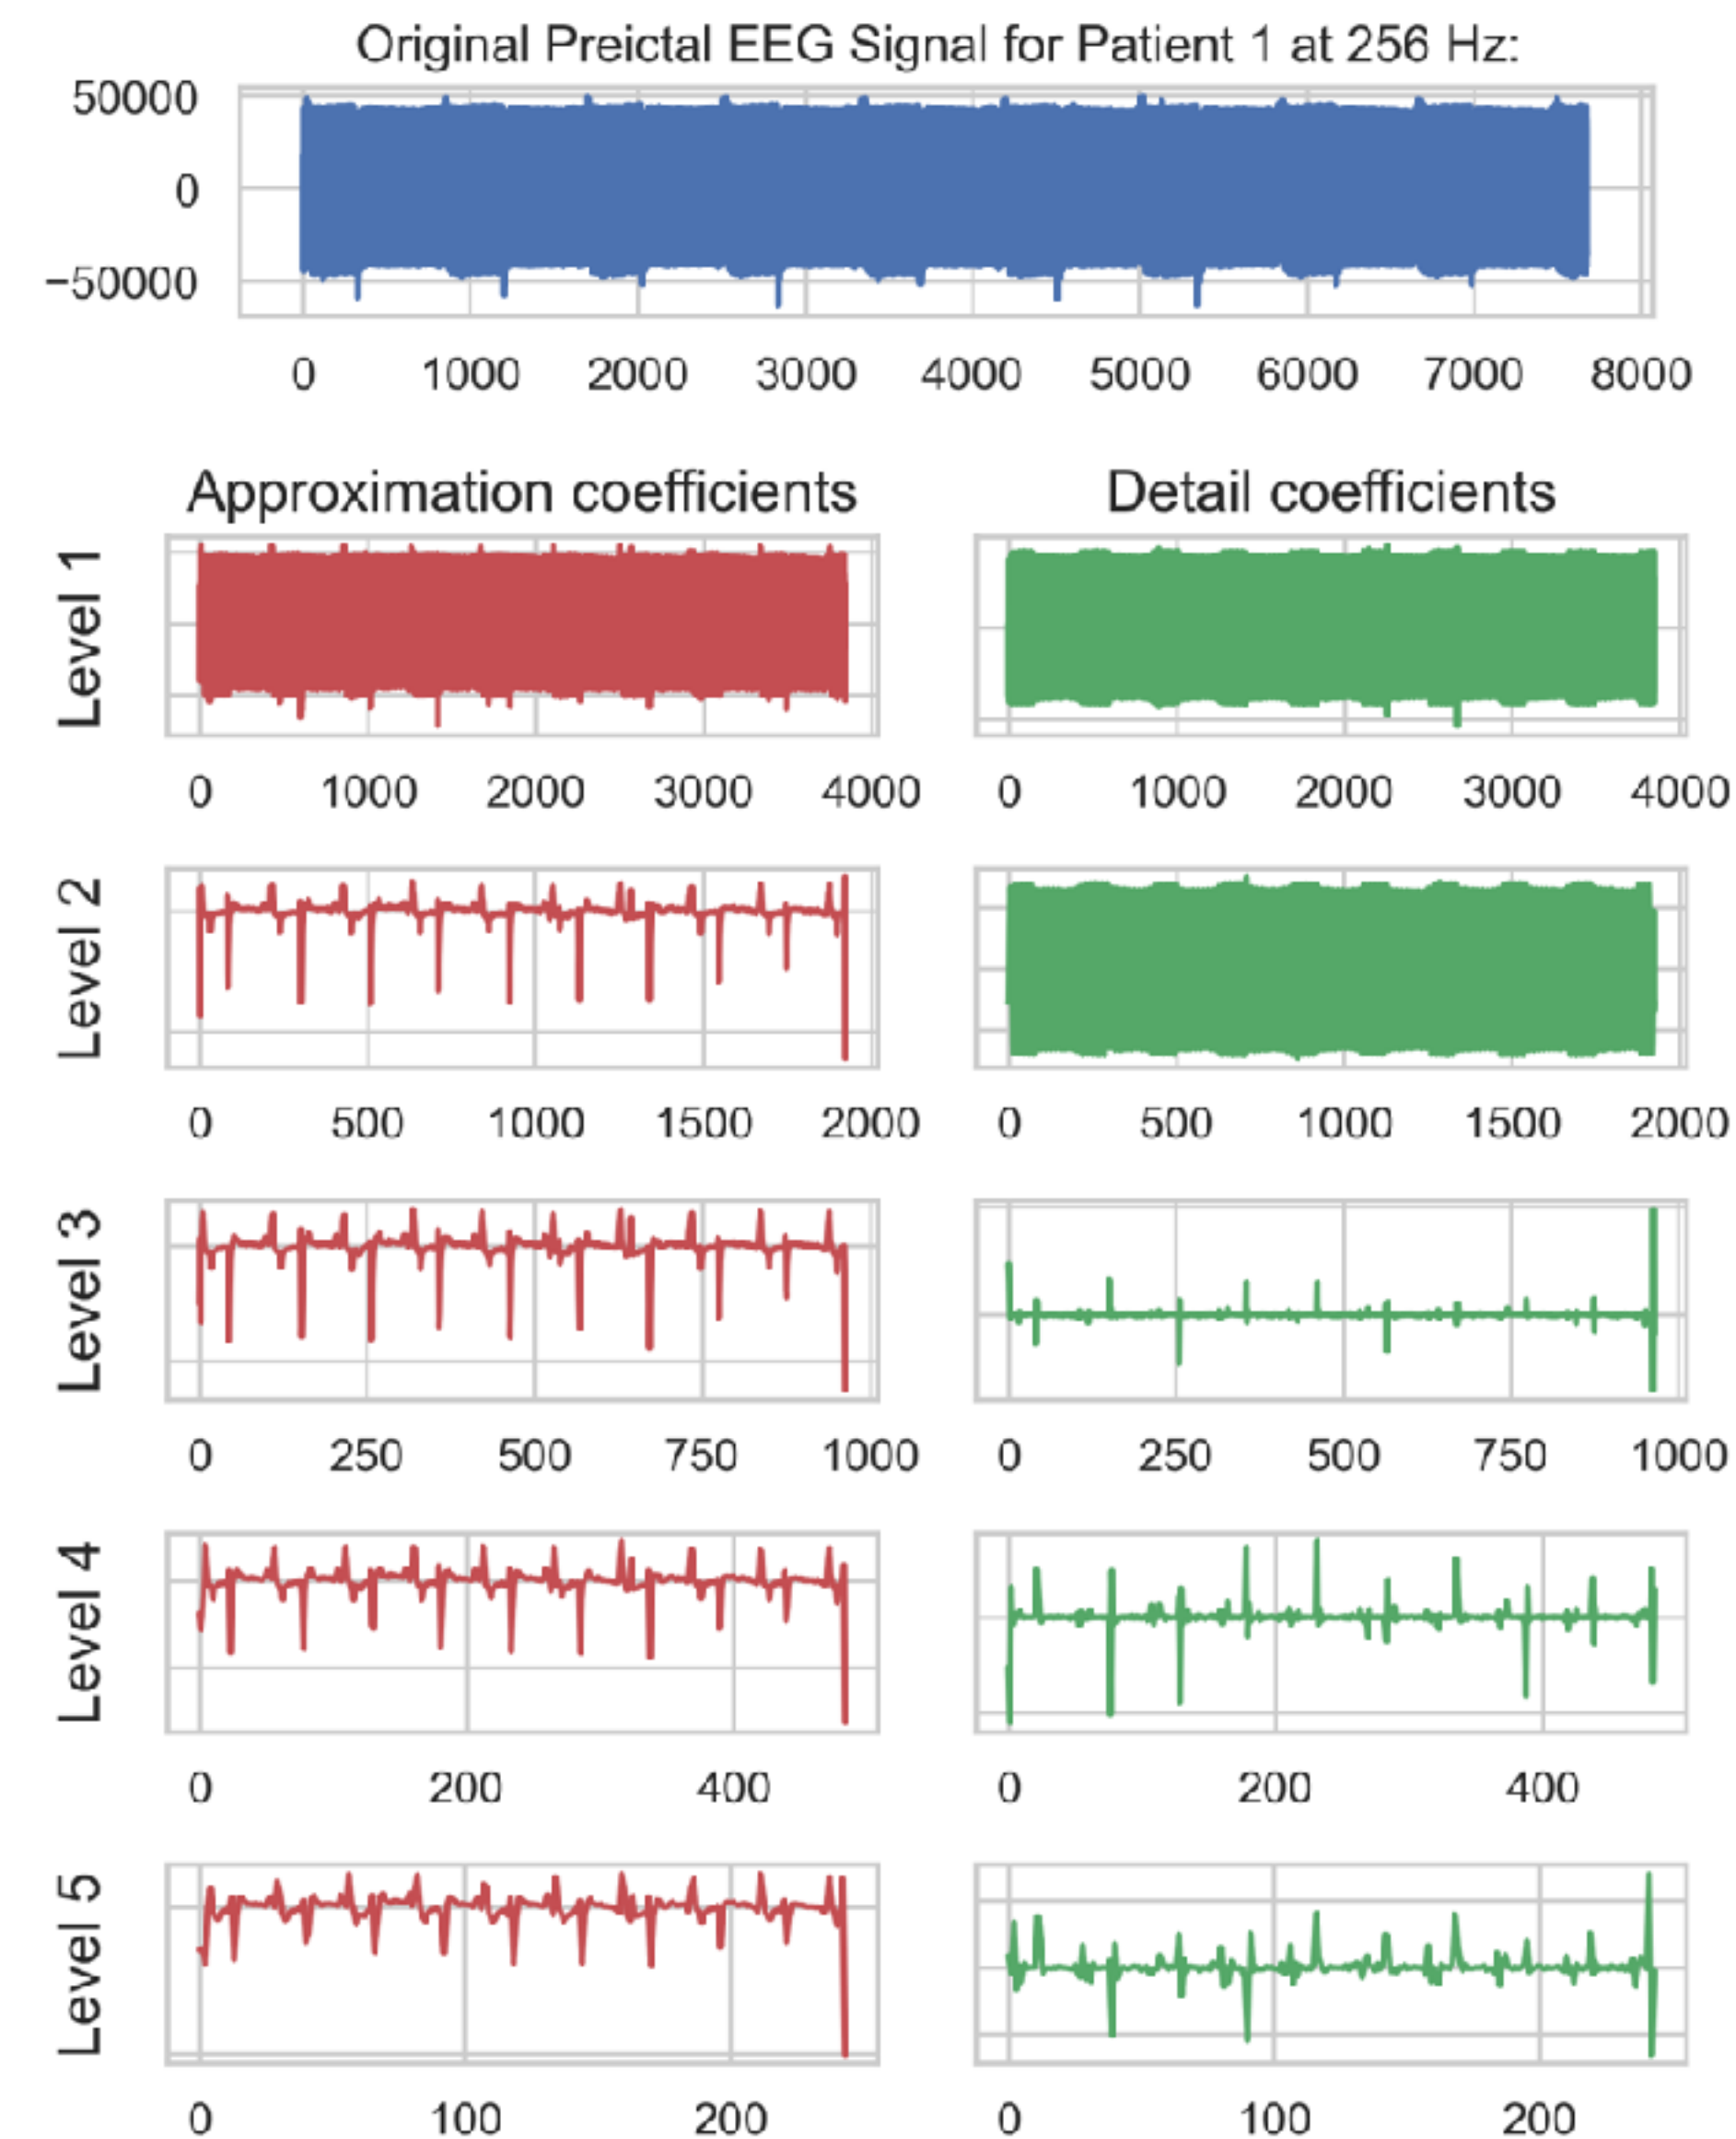 Original Preictal EEG Signal for Patient 1 at 256 Hz:
50000
0
−50000
0 1000 2000 3000 4000 5000 6000 7000 8000
Approximation coefficients
Detail coefficients
Level 1
0 1000 2000 3000 4000
0 1000 2000 3000 4000
Level 2
0 500 1000 1500 2000
0 500 1000 1500 2000
Level 3
0 250 500 750 1000
0 250 500 750 1000
Level 4
0 200 400
0 200 400
Level 5
0 100 200
0 100 200